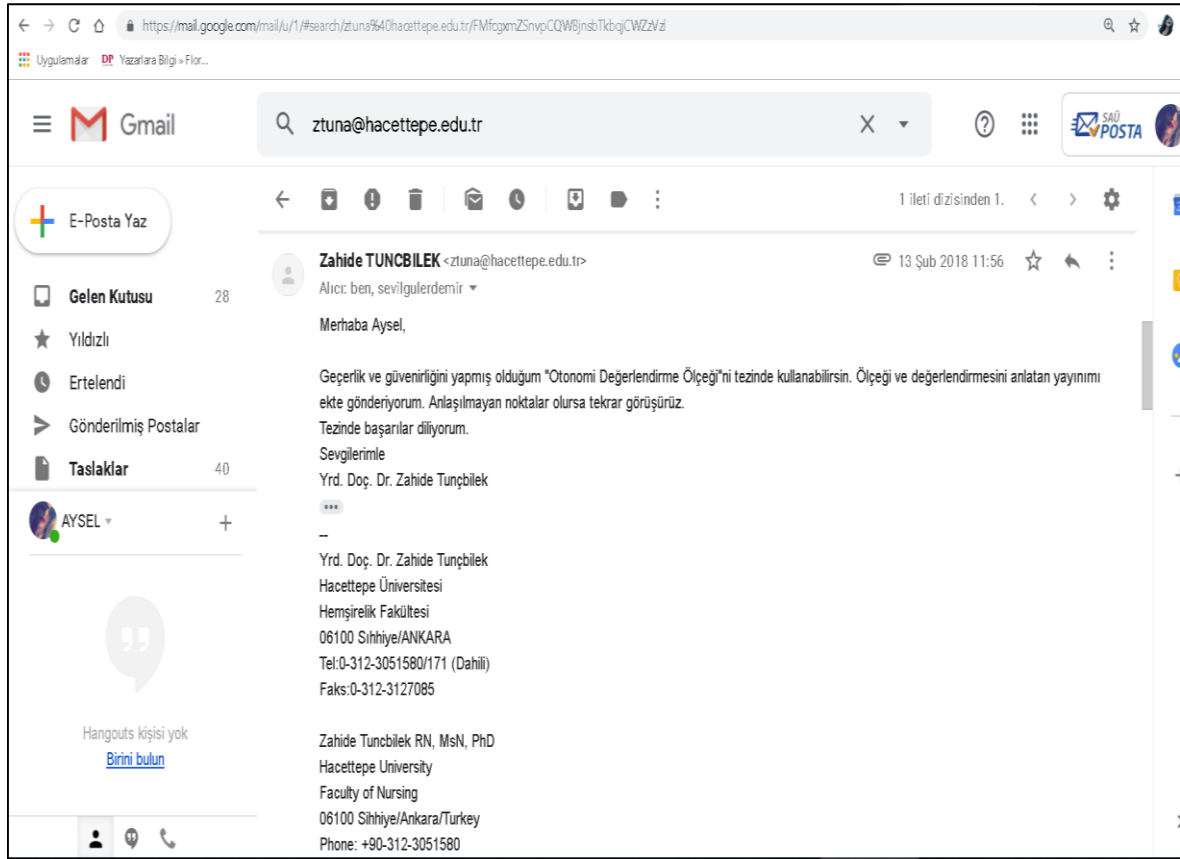 https://mail.google.com/mail/u/1/#search/ztuna%40hacettepe.edu.tr/FMfcgxmZSnvpCQWBjnsbTkbqjCWZzVzl
Uygulamalar DP Yazarlara Bilgi » Flor...
Gmail
ztuna@hacettepe.edu.tr
SAÜ
POSTA
E-Posta Yaz
1 ileti dizisinden 1.
Gelen Kutusu 28
Yıldızlı
Ertelendi
Gönderilmiş Postalar
Taslaklar 40
AYSEL
Hangouts kişisi yok
Birini bulun
Zahide TUNCBILEK <ztuna@hacettepe.edu.tr> 13 Şub 2018 11:56
Alıcı: ben, sevilgulerdemir
Merhaba Aysel,
Geçerlik ve güvenirliğini yapmış olduğum "Otonomi Değerlendirme Ölçeği"ni tezinde kullanabilirsin. Ölçeği ve değerlendirmesini anlatan yayınımı
ekte gönderiyorum. Anlaşılmayan noktalar olursa tekrar görüşürüz.
Tezinde başarılar diliyorum.
Sevgilerimle
Yrd. Doç. Dr. Zahide Tunçbilek
...
--
Yrd. Doç. Dr. Zahide Tunçbilek
Hacettepe Üniversitesi
Hemşirelik Fakültesi
06100 Sıhhiye/ANKARA
Tel:0-312-3051580/171 (Dahili)
Faks:0-312-3127085
Zahide Tuncbilek RN, MsN, PhD
Hacettepe University
Faculty of Nursing
06100 Sihhiye/Ankara/Turkey
Phone: +90-312-3051580